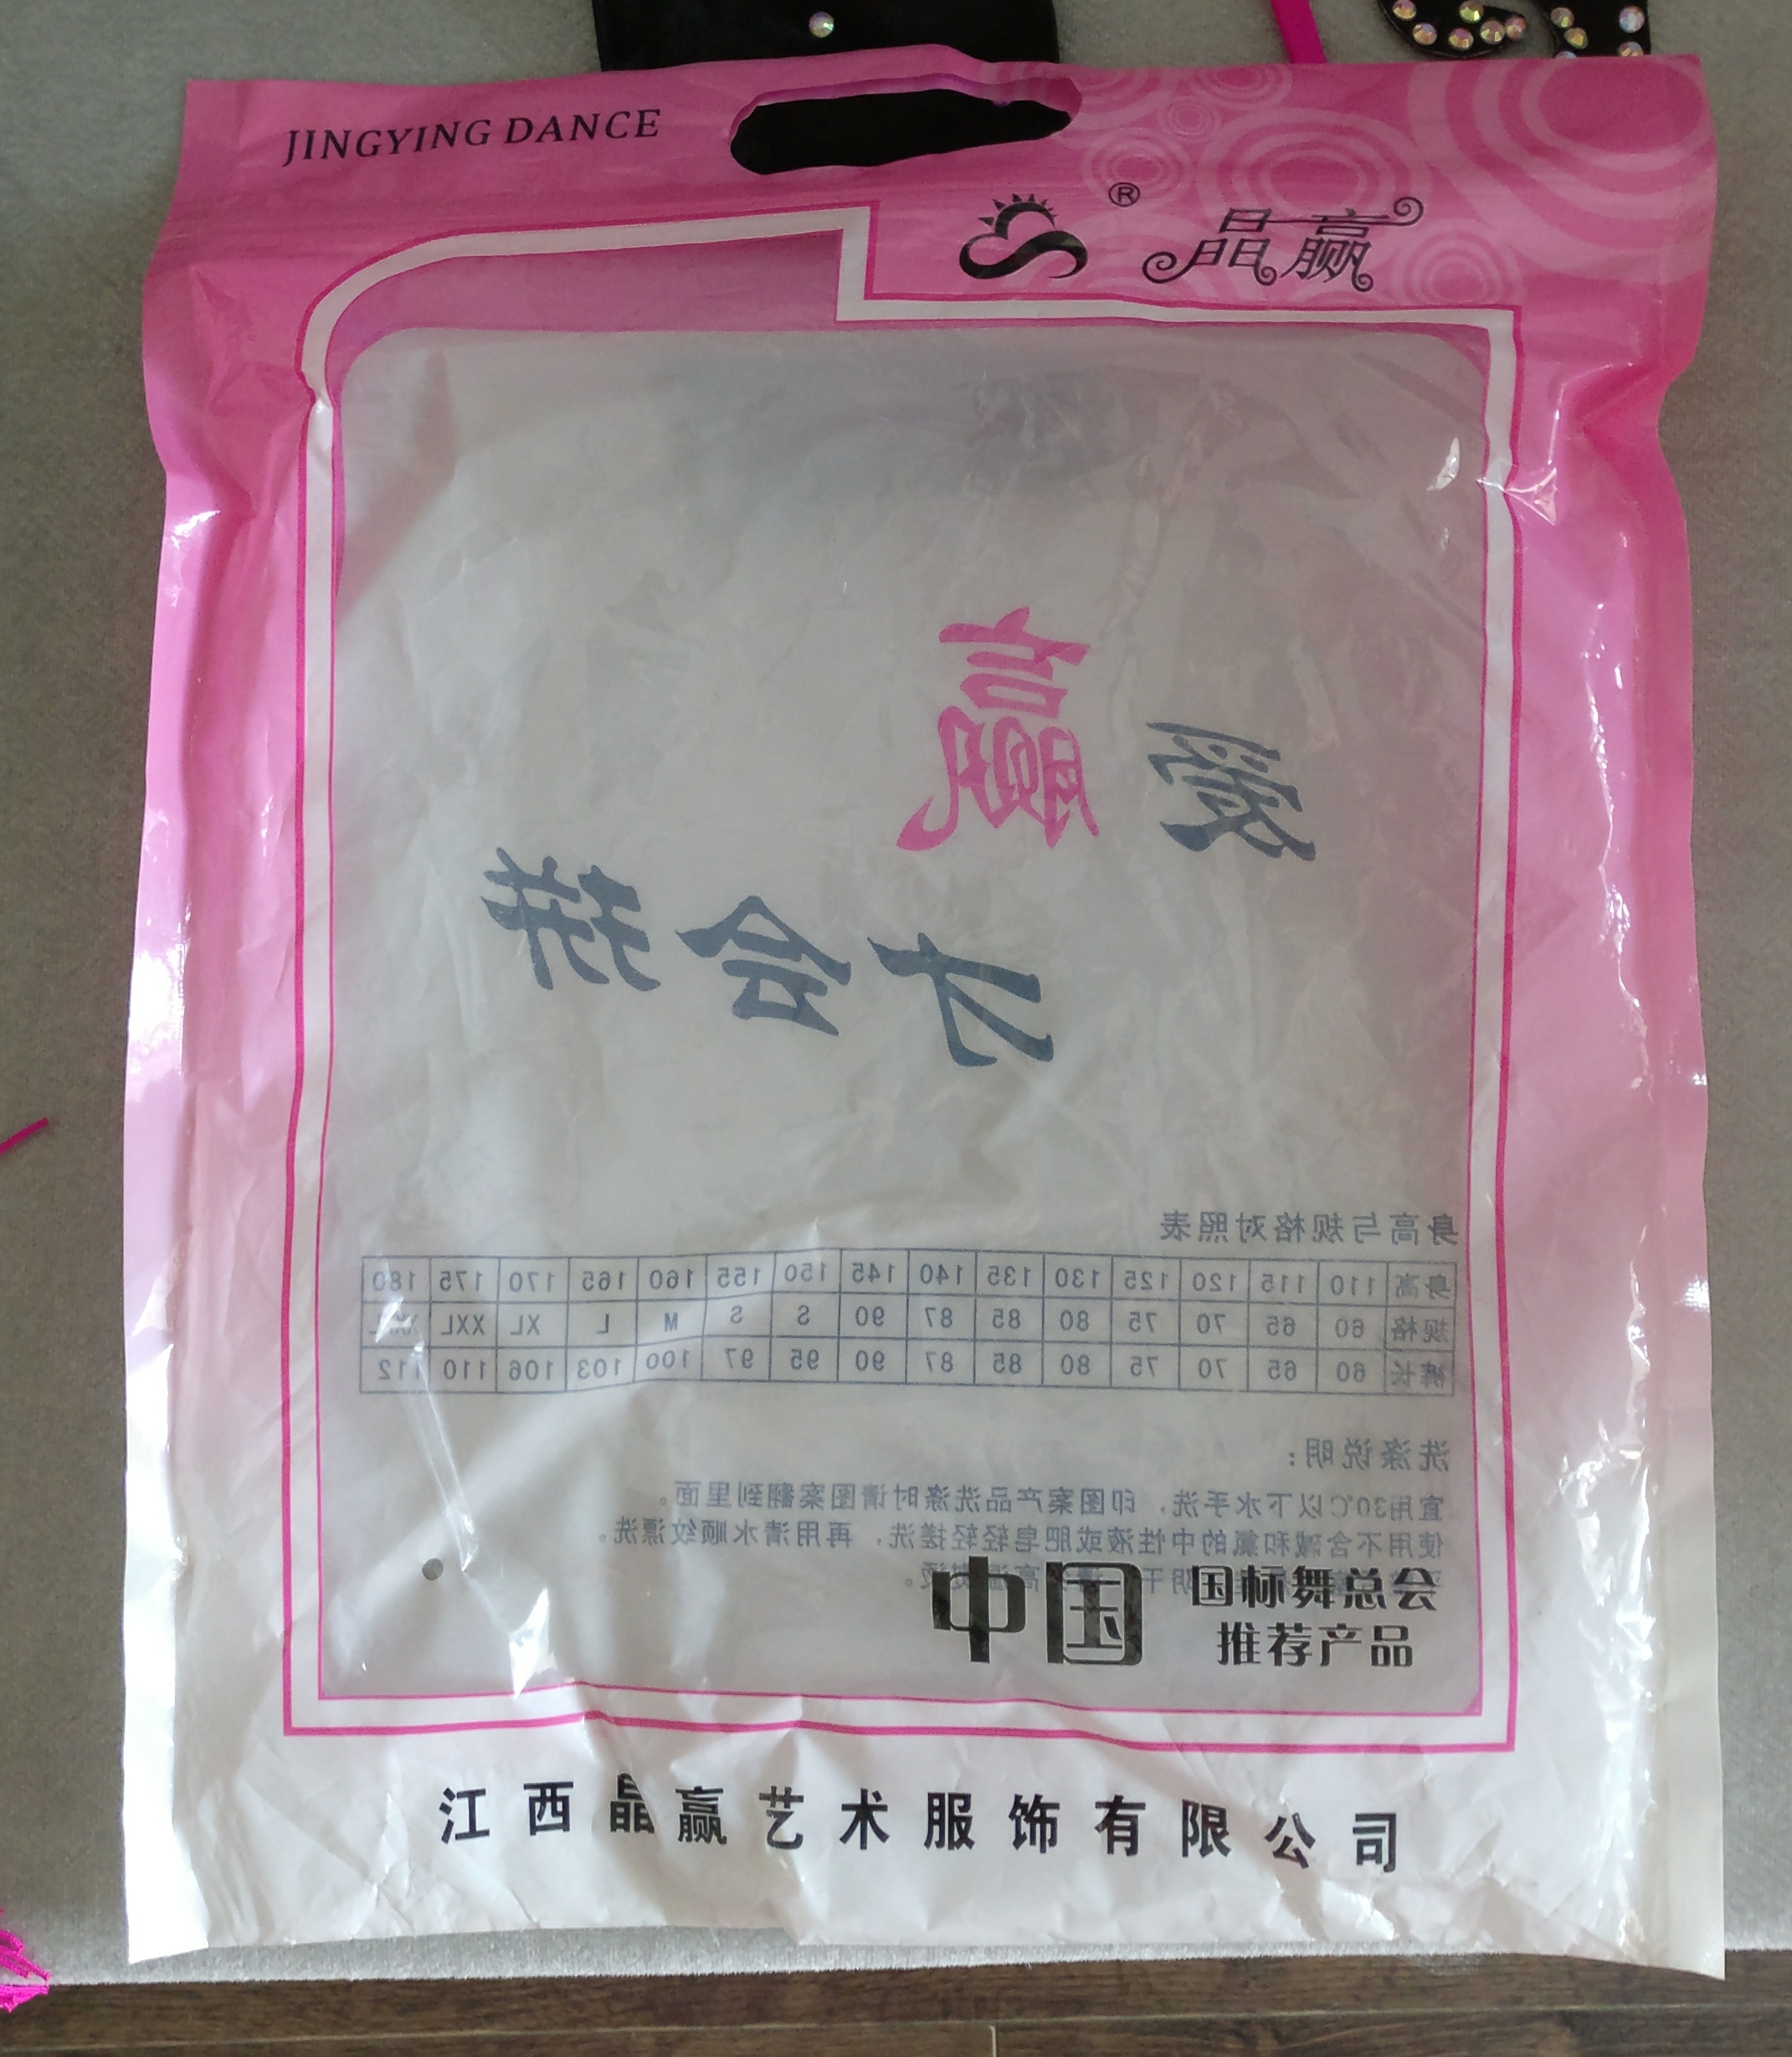 JINGYING DANCE
® 晶赢
爱赢
才会拼
身高与规格对照表
身高 110 115 120 125 130 135 140 145 150 155 160 165 170 175 180
规格 60 65 70 75 80 85 87 90 S S M L XL XXL
裤长 60 65 70 75 80 85 87 90 95 97 100 103 106 110 112
洗涤说明：
直用30℃以下水手洗，印图案产品洗涤时请图案翻到里面。
使用不含碱和氯的中性液或肥皂轻轻搓洗，再用清水顺纹漂洗。
中国 国标舞总会
推荐产品
江西晶赢艺术服饰有限公司